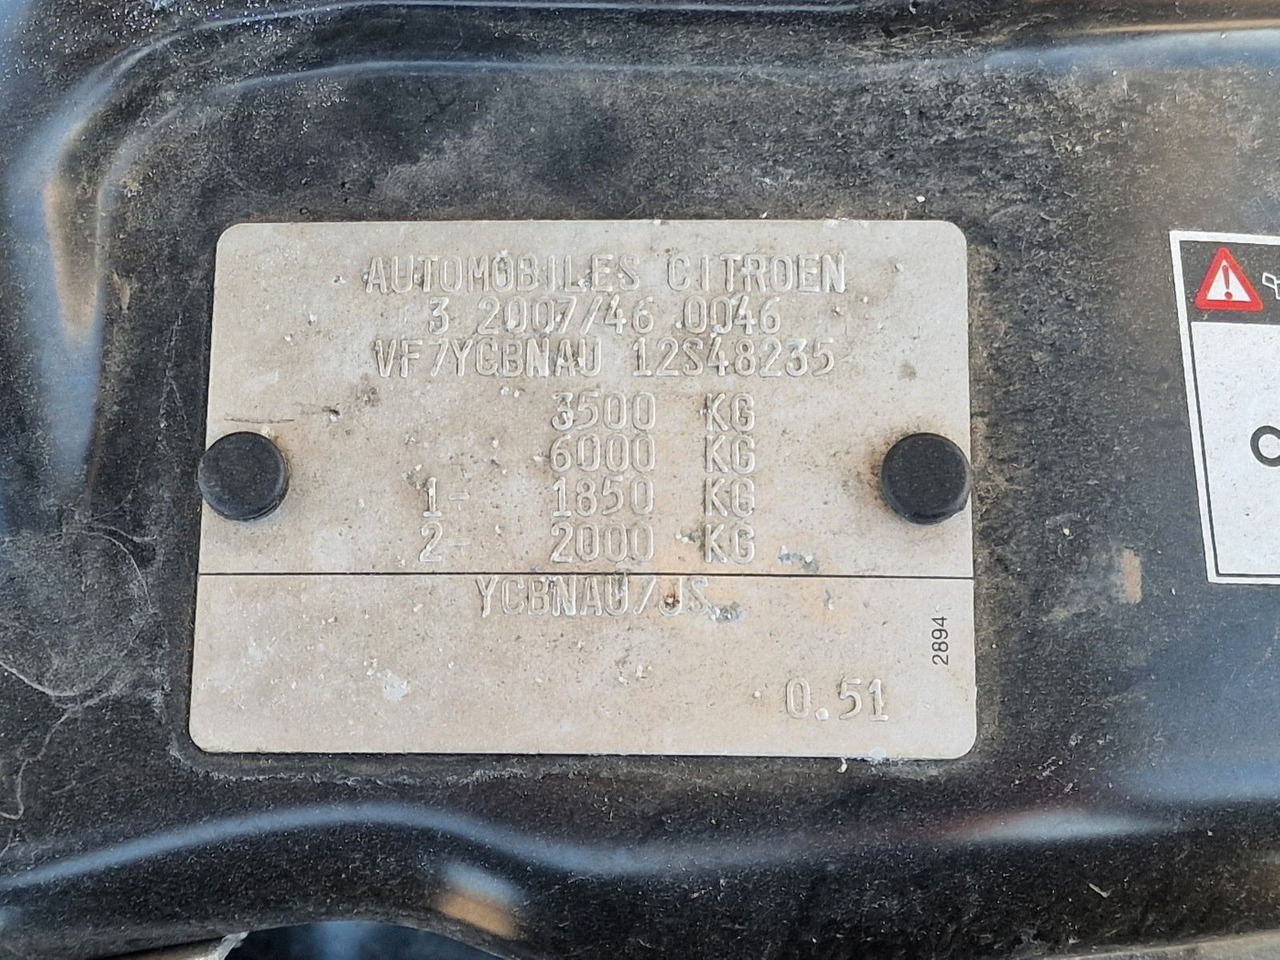 AUTOMOBILES CITROEN
3 2007/46 0046
VF7YCBNAU 12S48235
3500 KG
6000 KG
1- 1850 KG
2- 2000 KG
YCBNAU/JS
2894
0.51